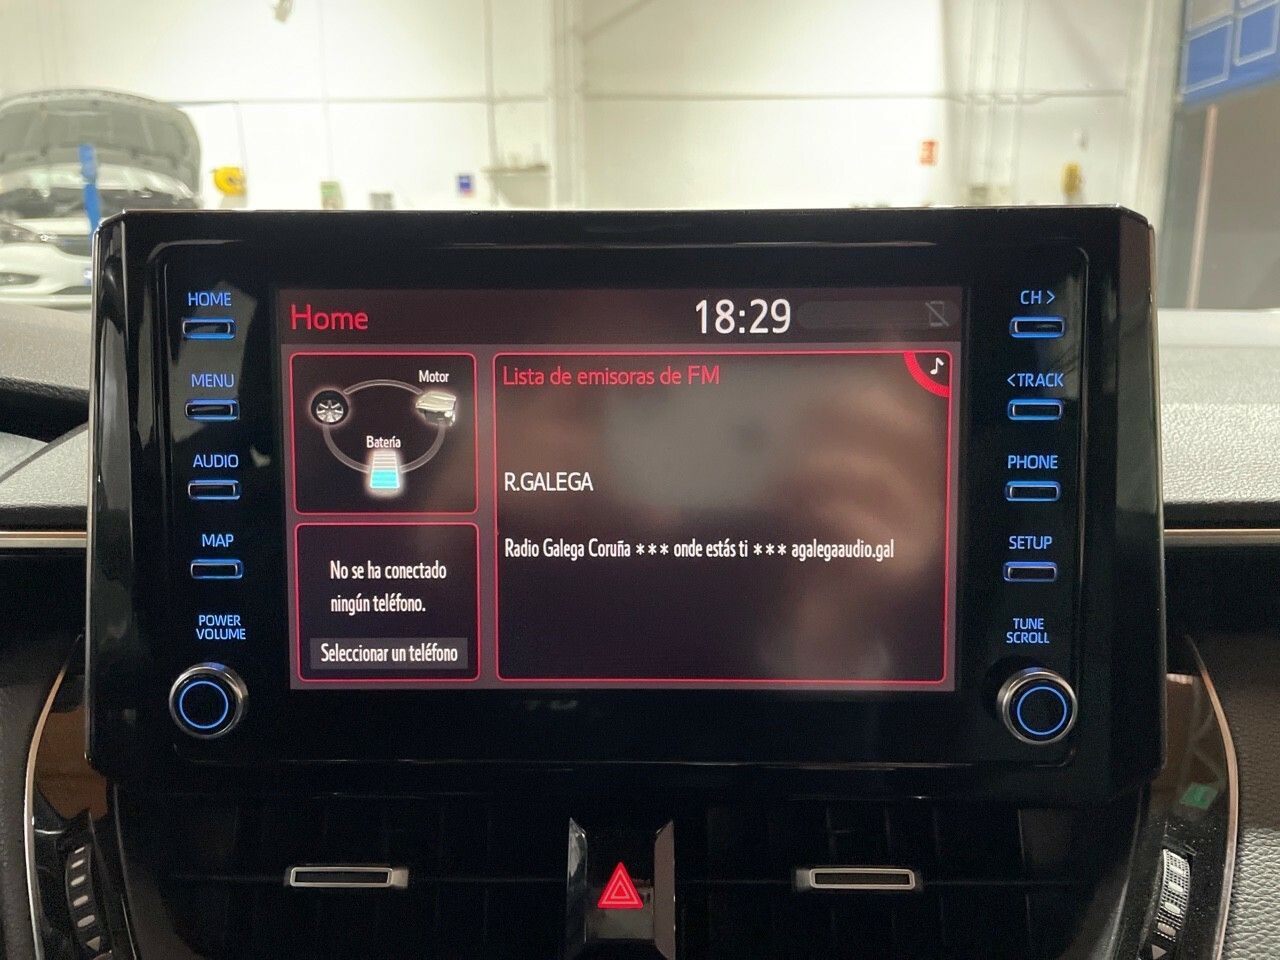 HOME
MENU
AUDIO
MAP
POWER
VOLUME
Home
18:29
Motor
Batería
No se ha conectado
ningún teléfono.
Seleccionar un teléfono
Lista de emisoras de FM
R.GALEGA
Radio Galega Coruña *** onde estás ti *** agalegaaudio.gal
CH >
< TRACK
PHONE
SETUP
TUNE
SCROLL